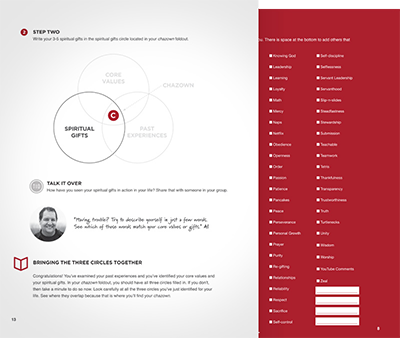 2
STEP TWO
Write your 3-5 spiritual gifts in the spiritual gifts circle located in your chazown foldout.
CORE
VALUES
CHAZOWN
C
SPIRITUAL
GIFTS
PAST
EXPERIENCES
TALK IT OVER
How have you seen your spiritual gifts in action in your life? Share that with someone in your group.
"Having trouble? Try to describe yourself in just a few words.
See which of those words match your core values or gifts."
BRINGING THE THREE CIRCLES TOGETHER
Congratulations! You've examined your past experiences and you've identified your core values and
your spiritual gifts. In your chazown foldout, you should have all three circles filled in. If you don't,
then take a minute to do so now. Look carefully at all the three circles you've just identified for your
life. See where they overlap because that is where you'll find your chazown.
13
There is space at the bottom to add others that
Knowing God
Leadership
Learning
Loyalty
Math
Mercy
Naps
Netflix
Obedience
Openness
Order
Passion
Patience
Pancakes
Peace
Perseverance
Personal Growth
Prayer
Purity
Re-gifting
Relationships
Reliability
Respect
Sacrifice
Self-control
Self-discipline
Selflessness
Servant Leadership
Servanthood
Slip-n-slides
Steadfastness
Stewardship
Submission
Teachable
Teamwork
Tetris
Thankfulness
Transparency
Trustworthiness
Truth
Turtlenecks
Unity
Wisdom
Worship
YouTube Comments
Zeal